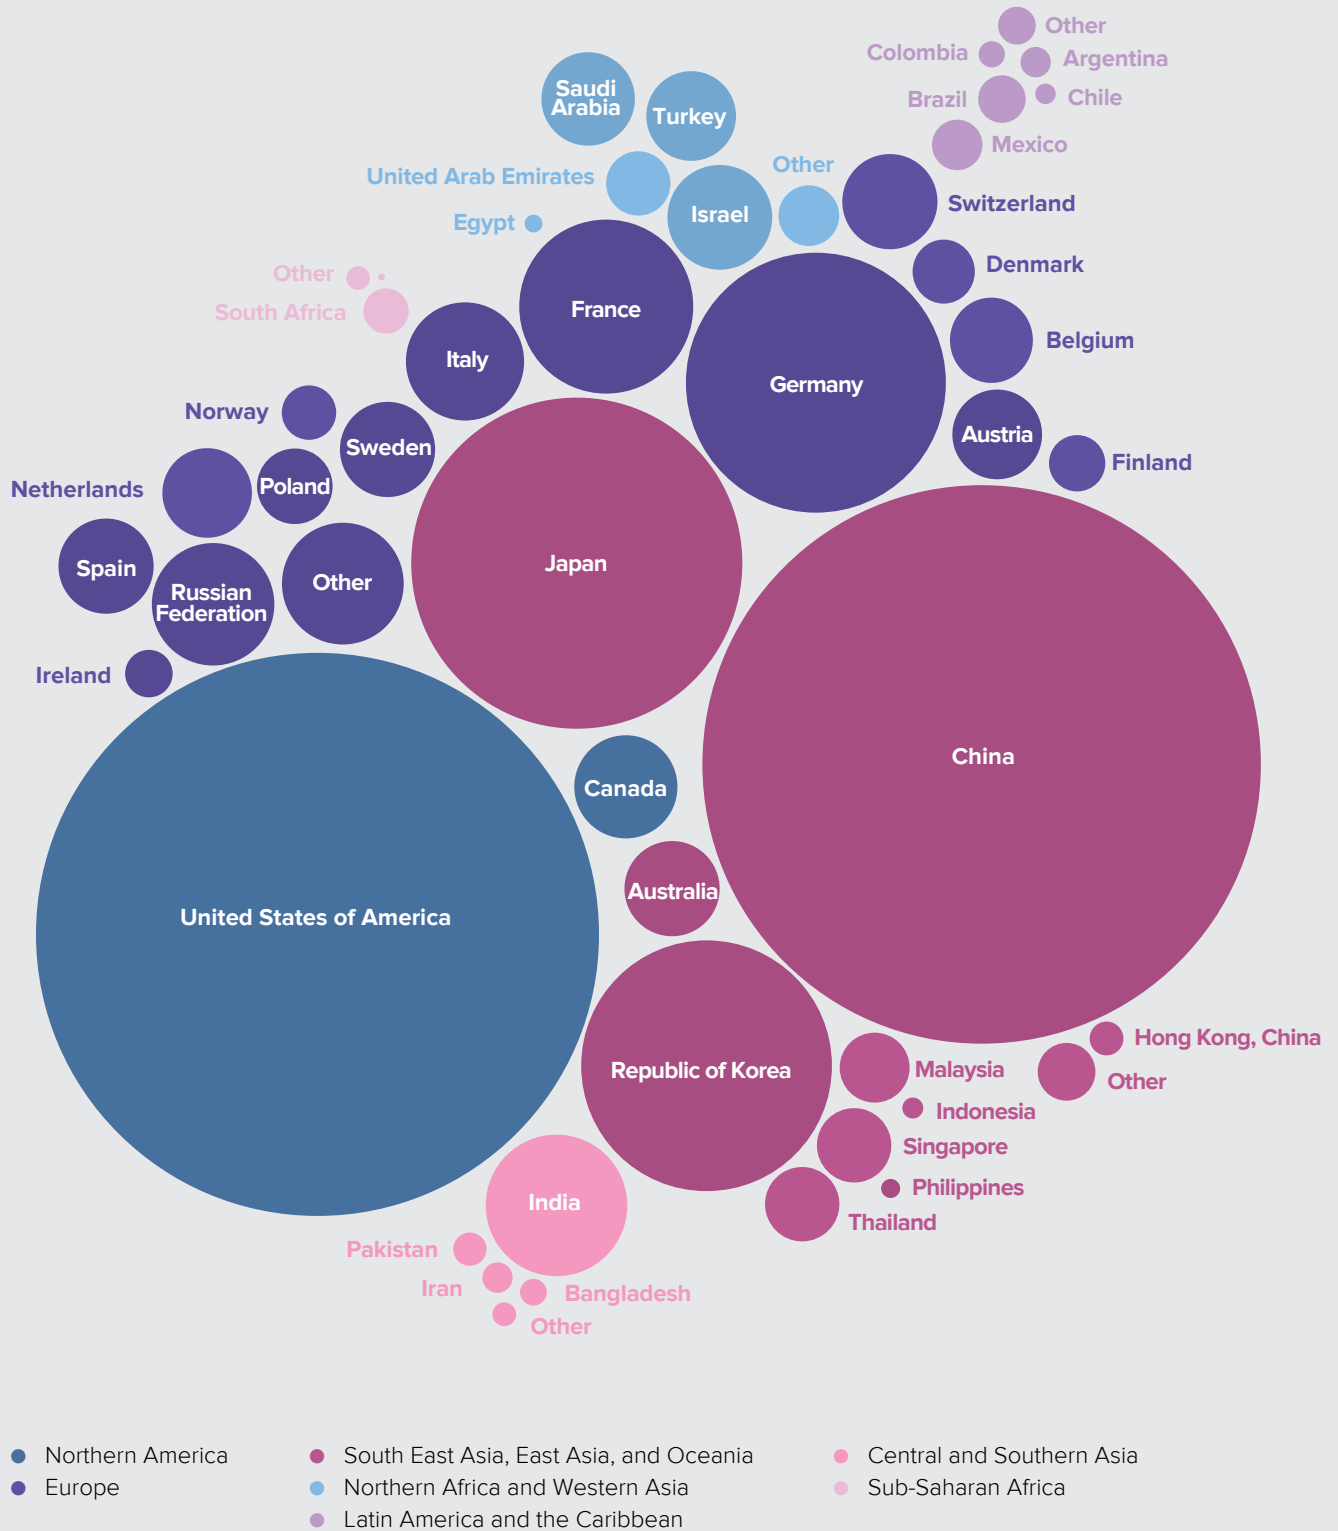 Other
Colombia
Argentina
Brazil
Chile
Mexico
Saudi
Arabia
Turkey
United Arab Emirates
Other
Egypt
Israel
Switzerland
Denmark
Other
South Africa
France
Belgium
Italy
Germany
Norway
Sweden
Austria
Finland
Netherlands
Poland
Spain
Japan
Other
Russian
Federation
Ireland
China
Canada
Australia
United States of America
Hong Kong, China
Republic of Korea
Malaysia
Other
Indonesia
Singapore
Philippines
Thailand
India
Pakistan
Iran
Bangladesh
Other
Northern America
South East Asia, East Asia, and Oceania
Central and Southern Asia
Europe
Northern Africa and Western Asia
Sub-Saharan Africa
Latin America and the Caribbean